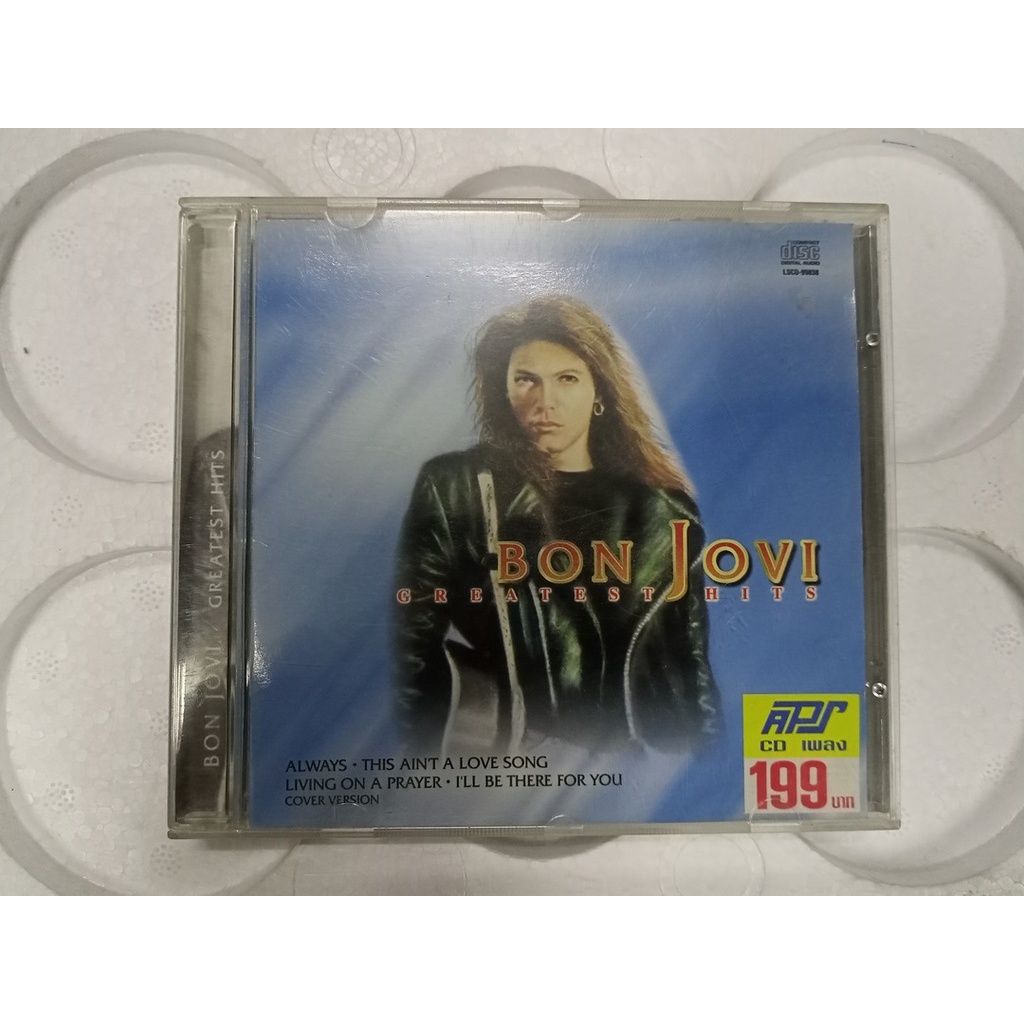 COMPACT
disc
DIGITAL AUDIO
BON JOVI / GREATEST HITS
BON JOVI
GREATEST HITS
CD เพลง
199 บาท
ALWAYS • THIS AIN'T A LOVE SONG
LIVING ON A PRAYER • I'LL BE THERE FOR YOU
COVER VERSION